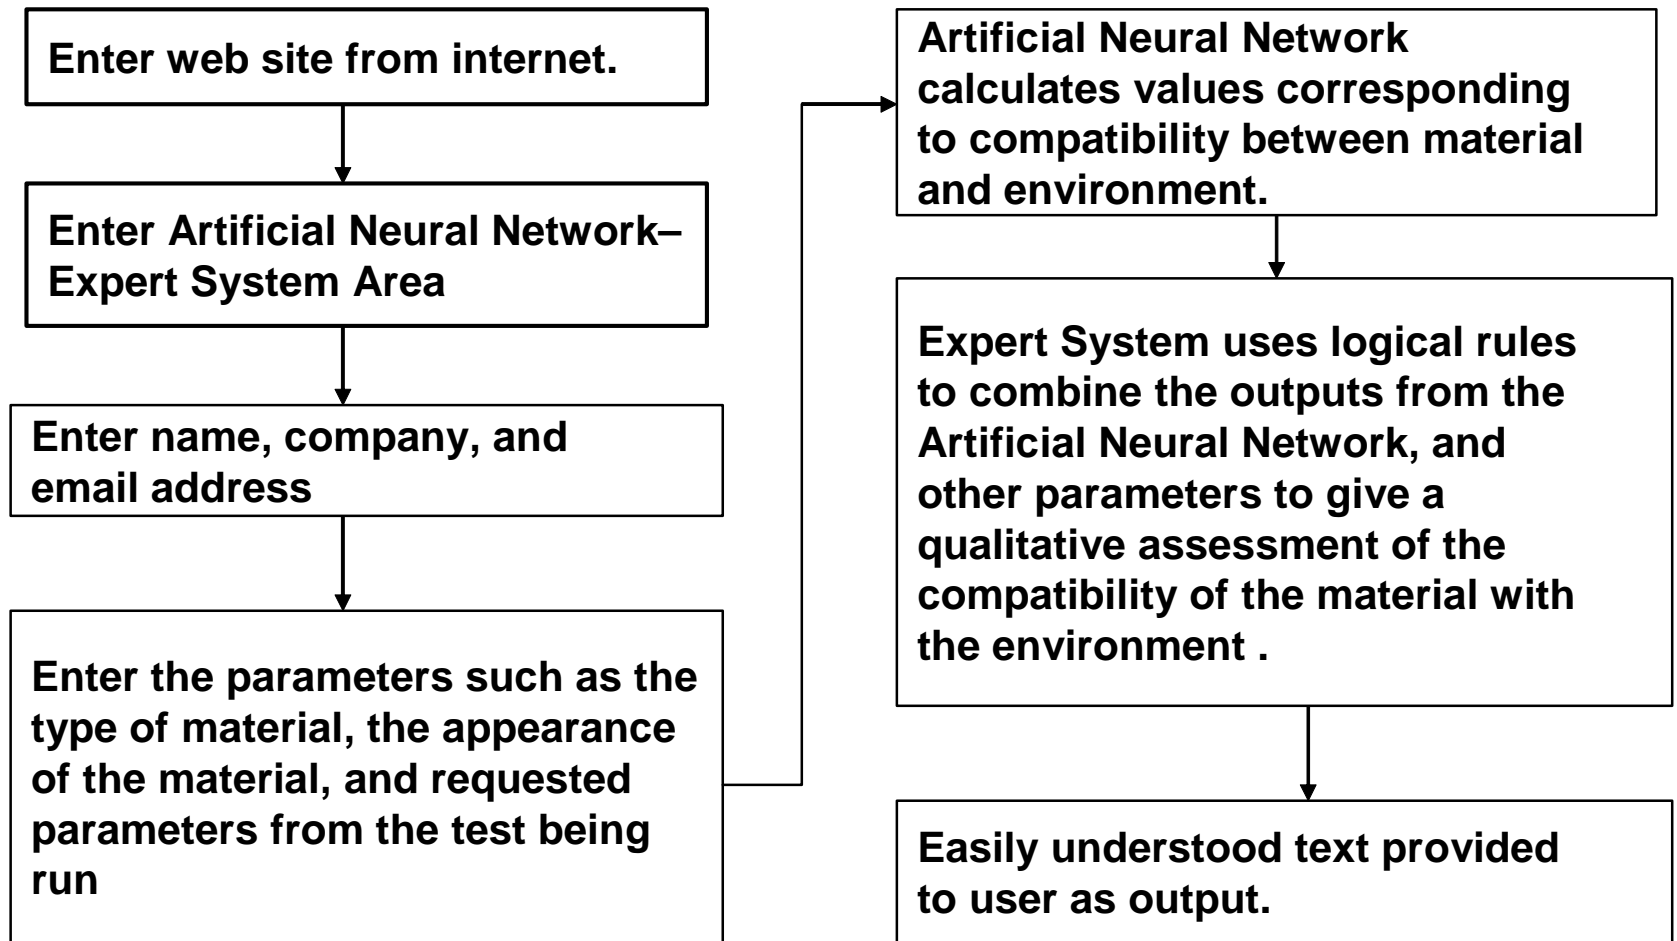 Enter web site from internet.
Enter Artificial Neural Network–
Expert System Area
Enter name, company, and
email address
Enter the parameters such as the
type of material, the appearance
of the material, and requested
parameters from the test being
run
Artificial Neural Network
calculates values corresponding
to compatibility between material
and environment.
Expert System uses logical rules
to combine the outputs from the
Artificial Neural Network, and
other parameters to give a
qualitative assessment of the
compatibility of the material with
the environment .
Easily understood text provided
to user as output.